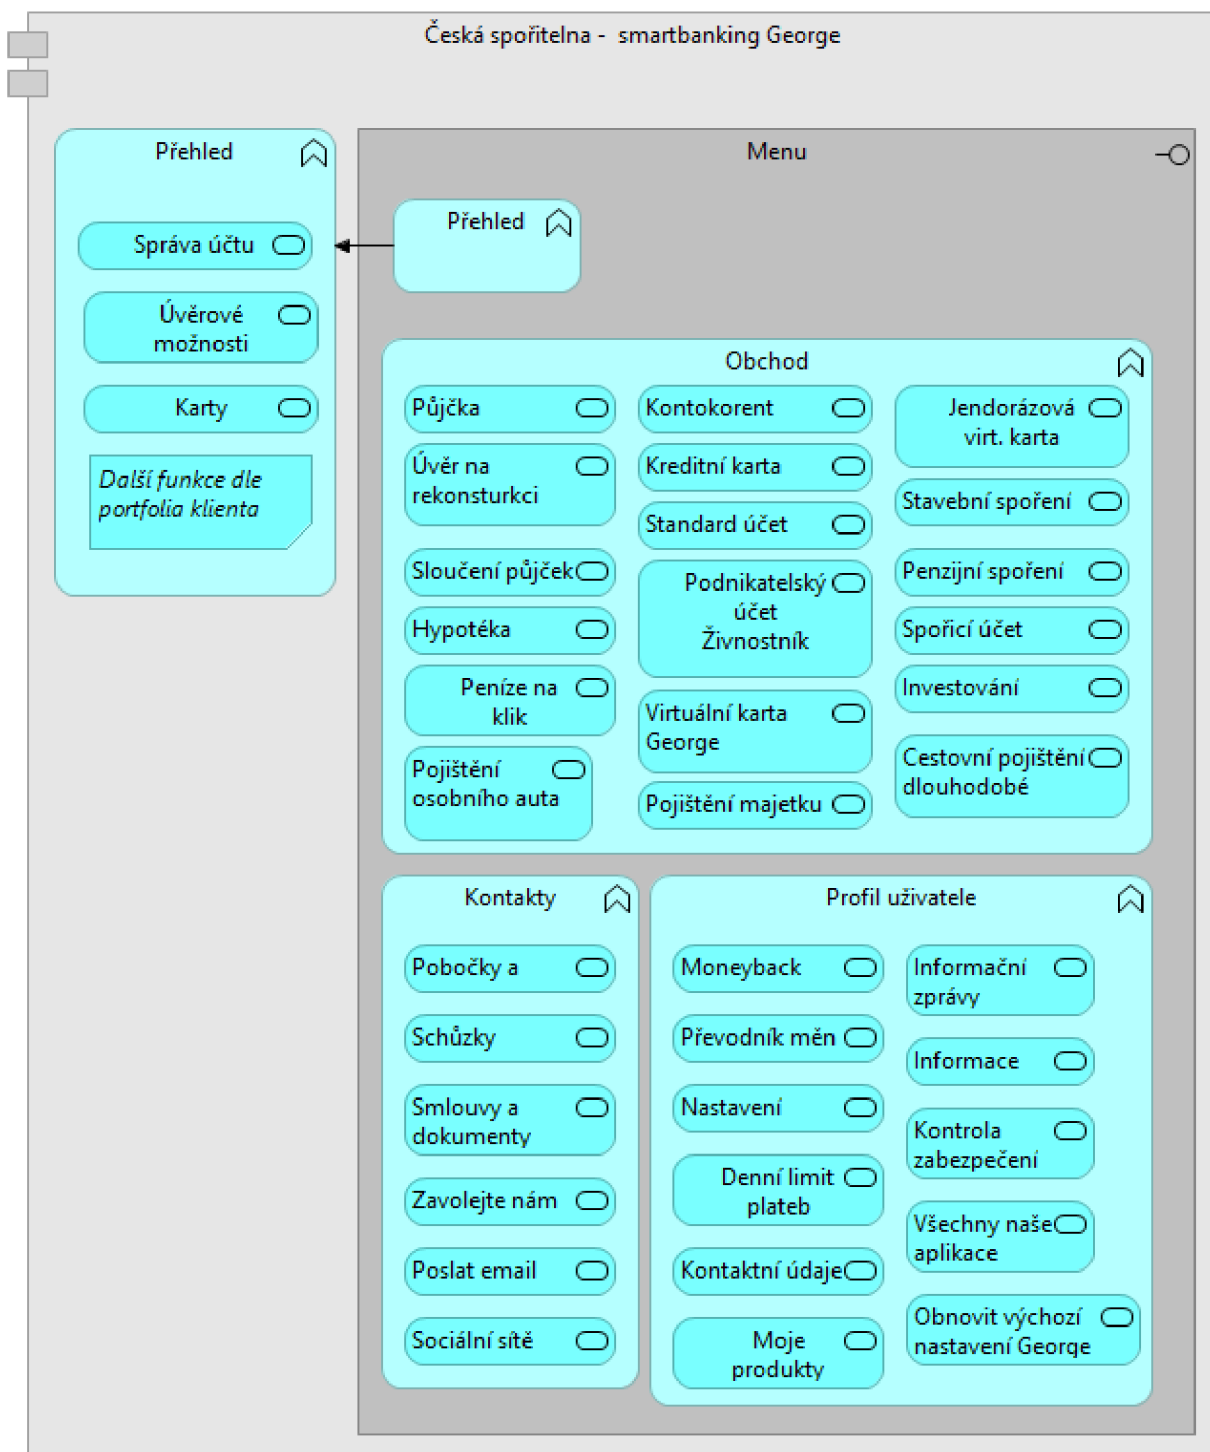 Česká spořitelna -  smartbanking George
Přehled
Správa účtu
Úvěrové
možnosti
Karty
Další funkce dle
portfolia klienta
Menu
Přehled
Obchod
Půjčka
Úvěr na
rekonsturkci
Sloučení půjček
Hypotéka
Peníze na
klik
Pojištění
osobního auta
Kontokorent
Kreditní karta
Standard účet
Podnikatelský
účet
Živnostník
Virtuální karta
George
Pojištění majetku
Jendorázová
virt. karta
Stavební spoření
Penzijní spoření
Spořicí účet
Investování
Cestovní pojištění
dlouhodobé
Kontakty
Pobočky a
Schůzky
Smlouvy a
dokumenty
Zavolejte nám
Poslat email
Sociální sítě
Profil uživatele
Moneyback
Převodník měn
Nastavení
Denní limit
plateb
Kontaktní údaje
Moje
produkty
Informační
zprávy
Informace
Kontrola
zabezpečení
Všechny naše
aplikace
Obnovit výchozí
nastavení George